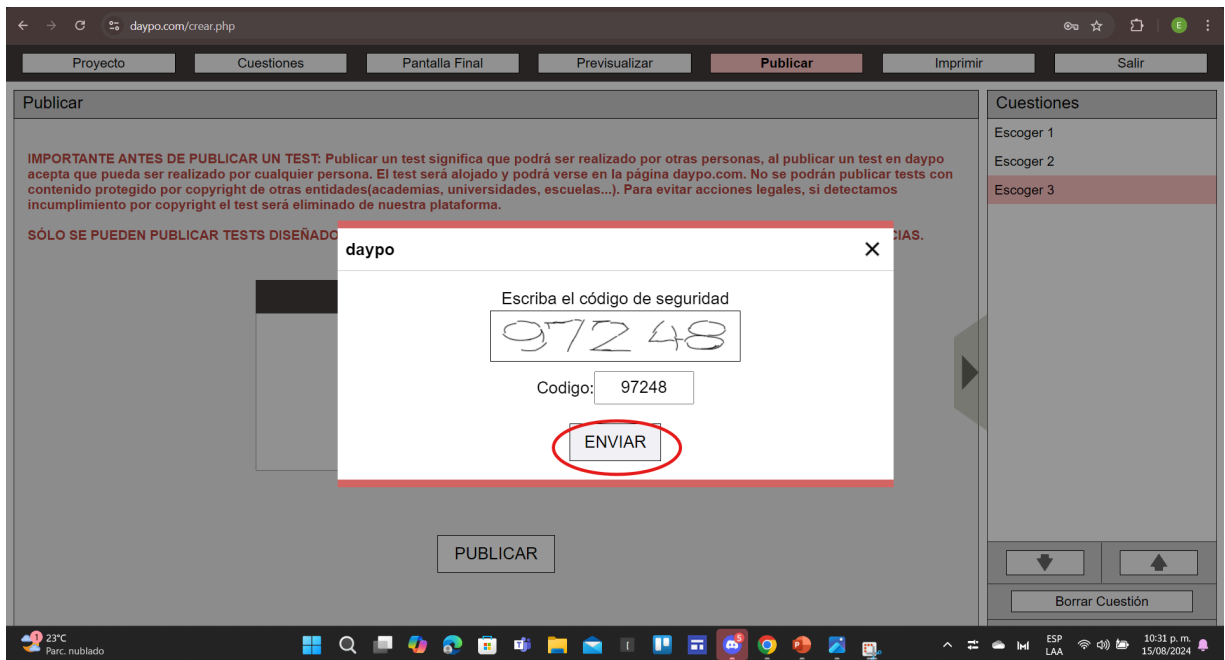 daypo.com/crear.php
E
Proyecto Cuestiones Pantalla Final Previsualizar Publicar Imprimir Salir
Publicar
IMPORTANTE ANTES DE PUBLICAR UN TEST: Publicar un test significa que podrá ser realizado por otras personas, al publicar un test en daypo
acepta que pueda ser realizado por cualquier persona. El test será alojado y podrá verse en la página daypo.com. No se podrán publicar tests con
contenido protegido por copyright de otras entidades(academias, universidades, escuelas...). Para evitar acciones legales, si detectamos
incumplimiento por copyright el test será eliminado de nuestra plataforma.
SÓLO SE PUEDEN PUBLICAR TESTS DISEÑADO
CIAS.
daypo
Escriba el código de seguridad
97248
Codigo: 97248
ENVIAR
PUBLICAR
Cuestiones
Escoger 1
Escoger 2
Escoger 3
Borrar Cuestión
1
23°C
Parc. nublado
ESP
LAA
10:31 p. m.
15/08/2024